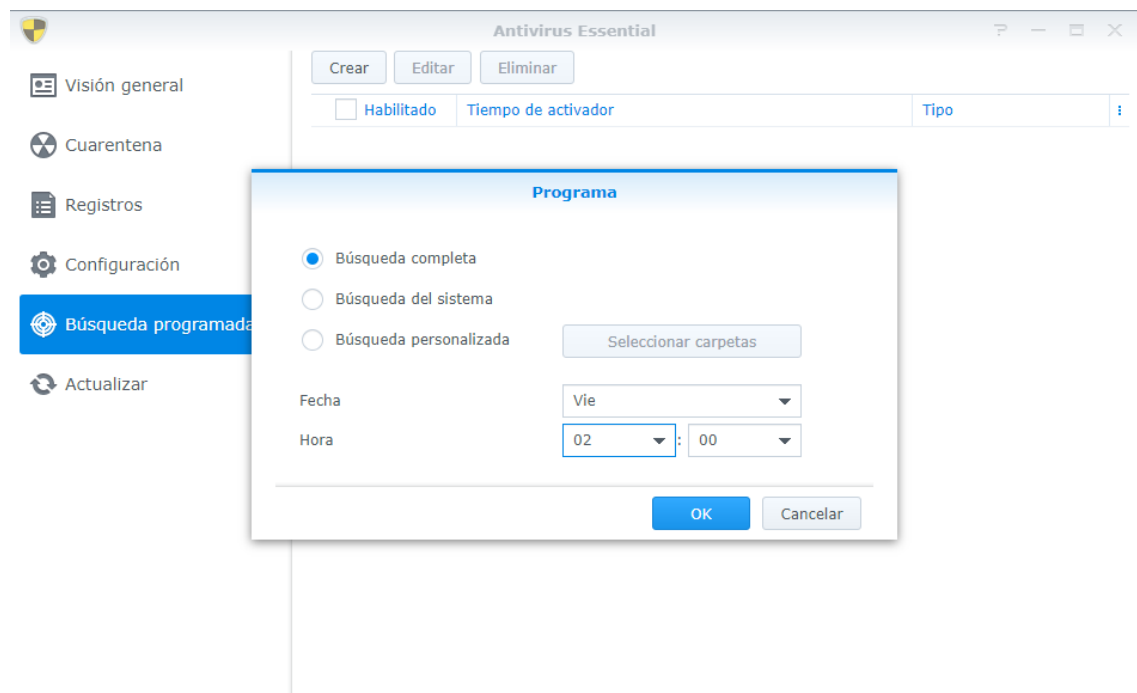 Antivirus Essential
Visión general
Cuarentena
Registros
Configuración
Búsqueda programada
Actualizar
Crear Editar Eliminar
Habilitado Tiempo de activador Tipo
Programa
Búsqueda completa
Búsqueda del sistema
Búsqueda personalizada Seleccionar carpetas
Fecha Vie
Hora 02 : 00
OK Cancelar